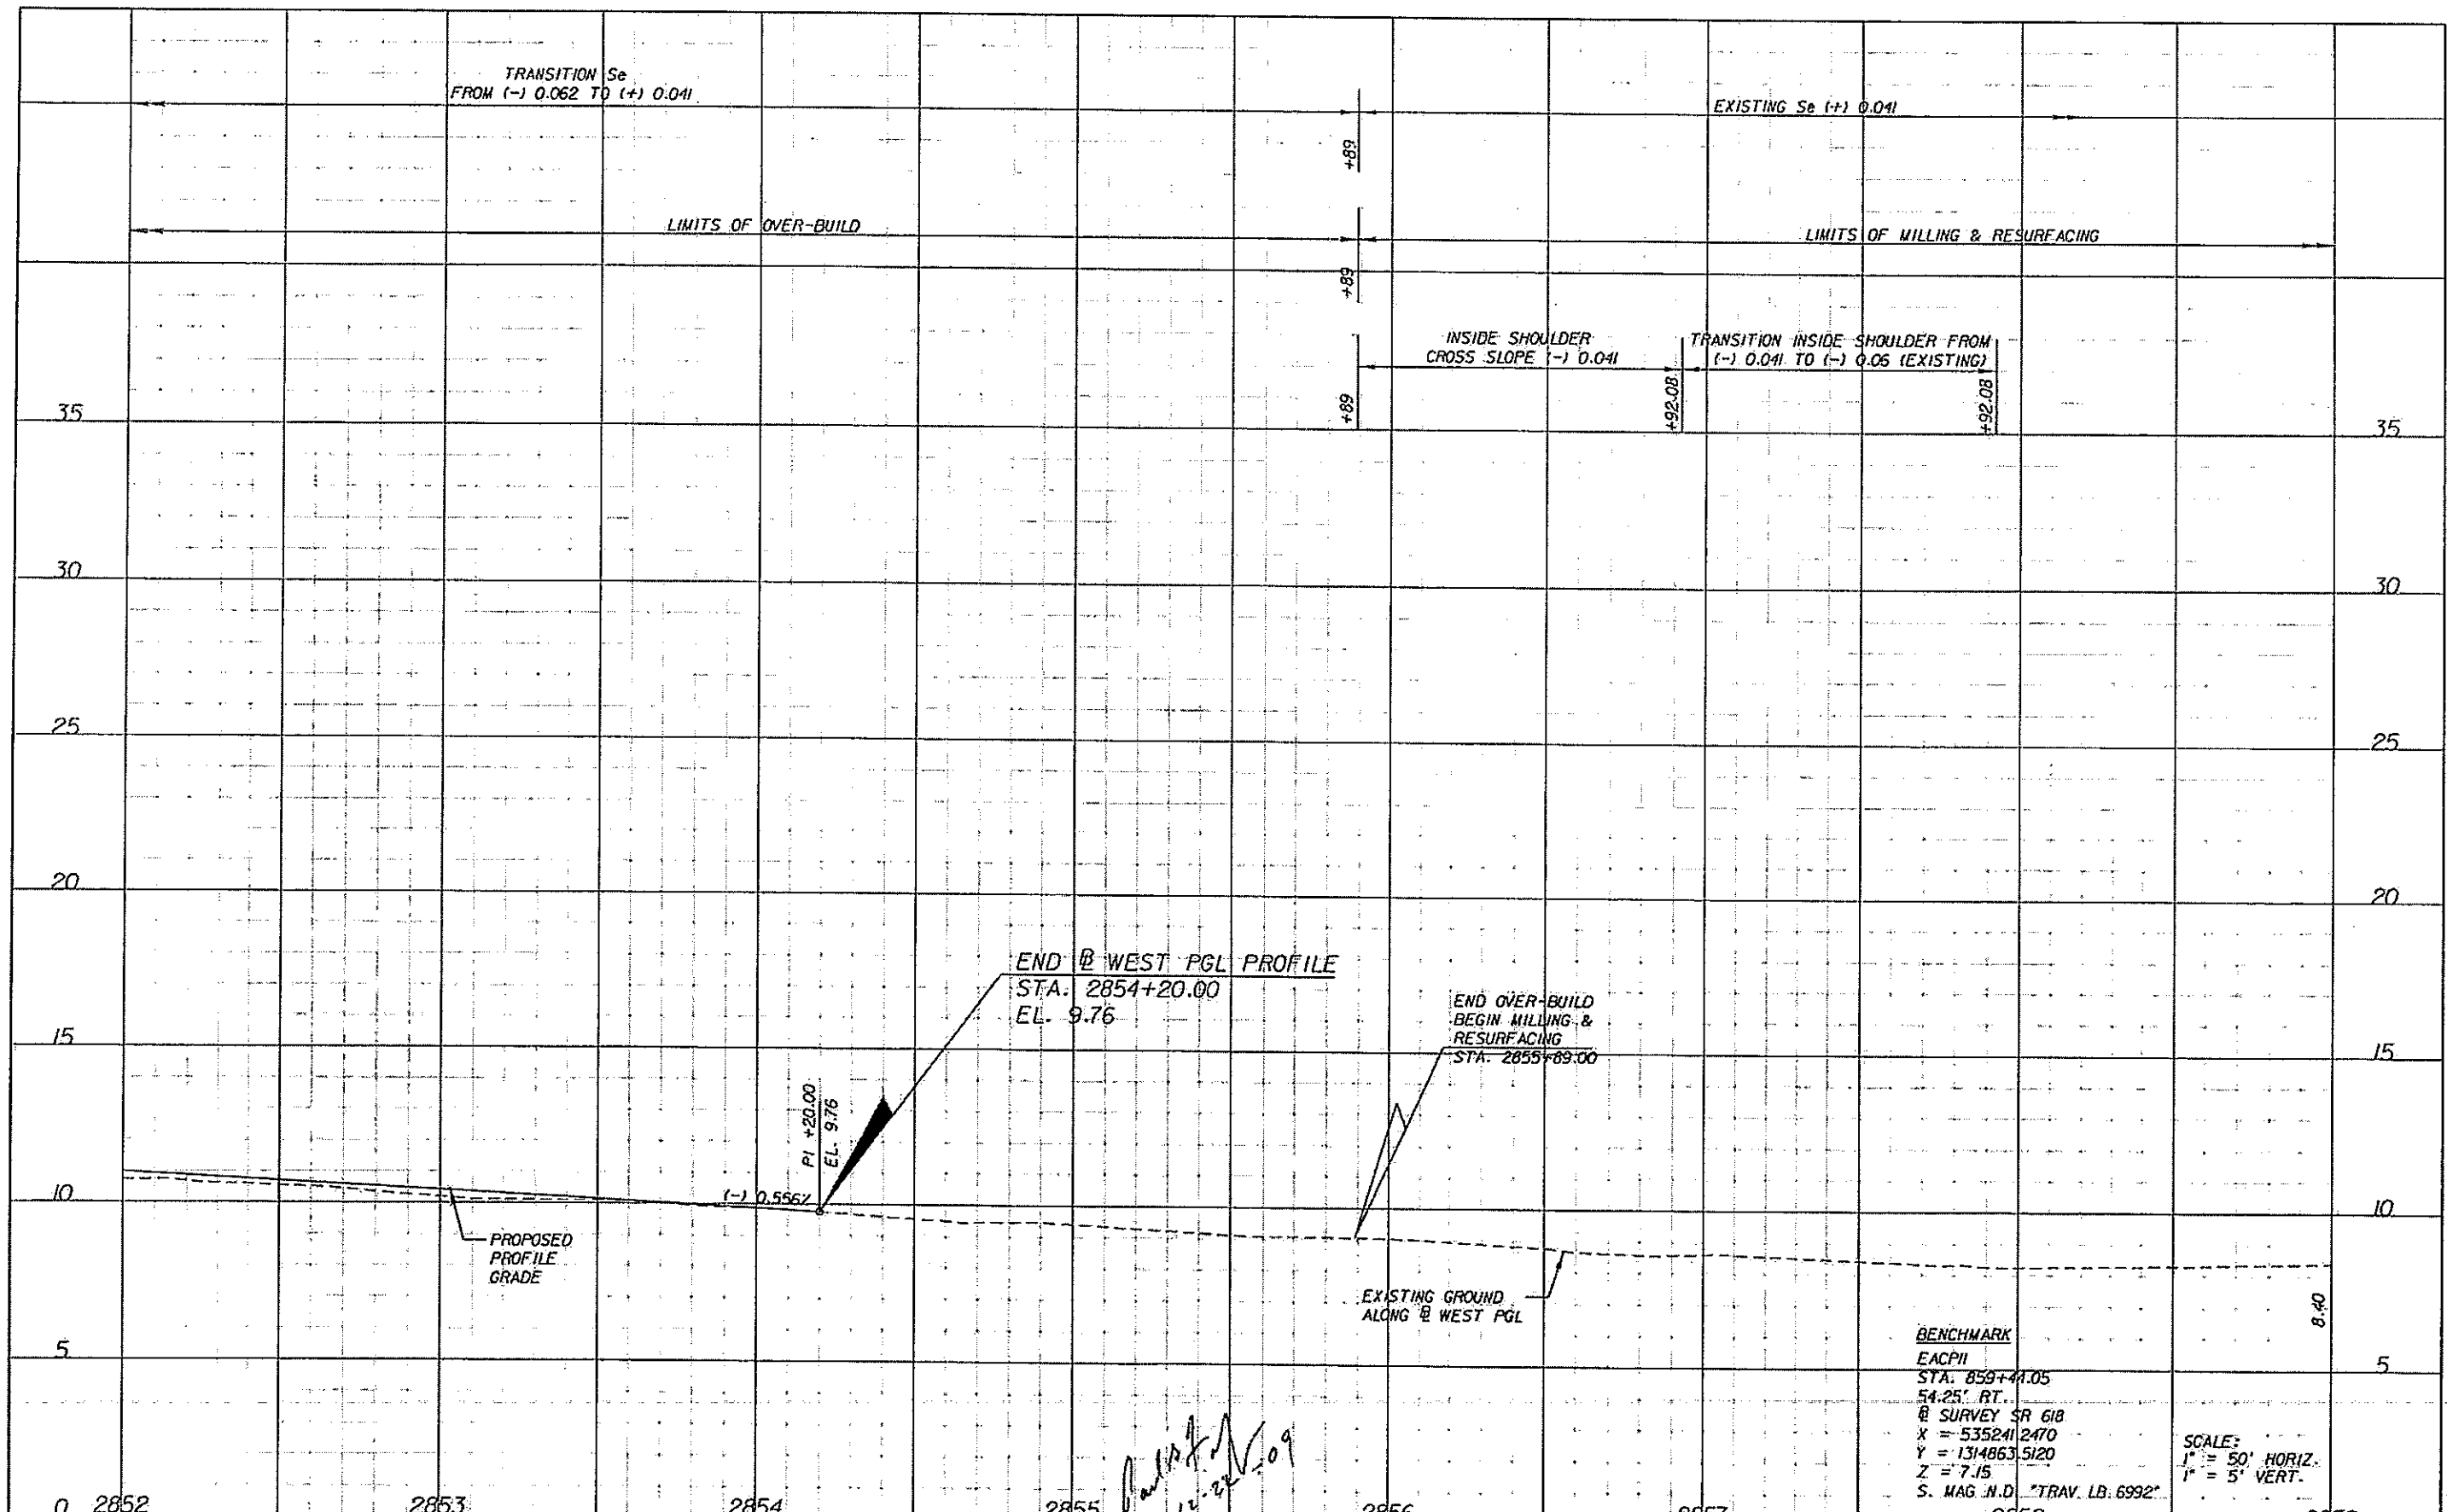 TRANSITION Se
FROM (-) 0.062 TO (+) 0.041
EXISTING Se (+) 0.041
+89
LIMITS OF OVER-BUILD
LIMITS OF MILLING & RESURFACING
+89
INSIDE SHOULDER
CROSS SLOPE (-) 0.041
TRANSITION INSIDE SHOULDER FROM
(-) 0.041 TO (-) 0.06 (EXISTING)
+89
+92.08
+92.08
35
35
30
30
25
25
20
20
END ⅊ WEST PGL PROFILE
STA. 2854+20.00
EL. 9.76
END OVER-BUILD
BEGIN MILLING &
RESURFACING
STA. 2855+89.00
15
15
PI +20.00
EL. 9.76
10
(-) 0.556%
10
PROPOSED
PROFILE
GRADE
EXISTING GROUND
ALONG ⅊ WEST PGL
8.40
5
5
BENCHMARK
EACP11
STA. 859+41.05
54.25' RT.
⅊ SURVEY SR 618
X = 535241.2470
Y = 1314863.5120
Z = 7.15
S. MAG N.D. "TRAV. LB 6992"
SCALE:
1" = 50' HORIZ.
1" = 5' VERT.
0 2852 2853 2854 2855 2856